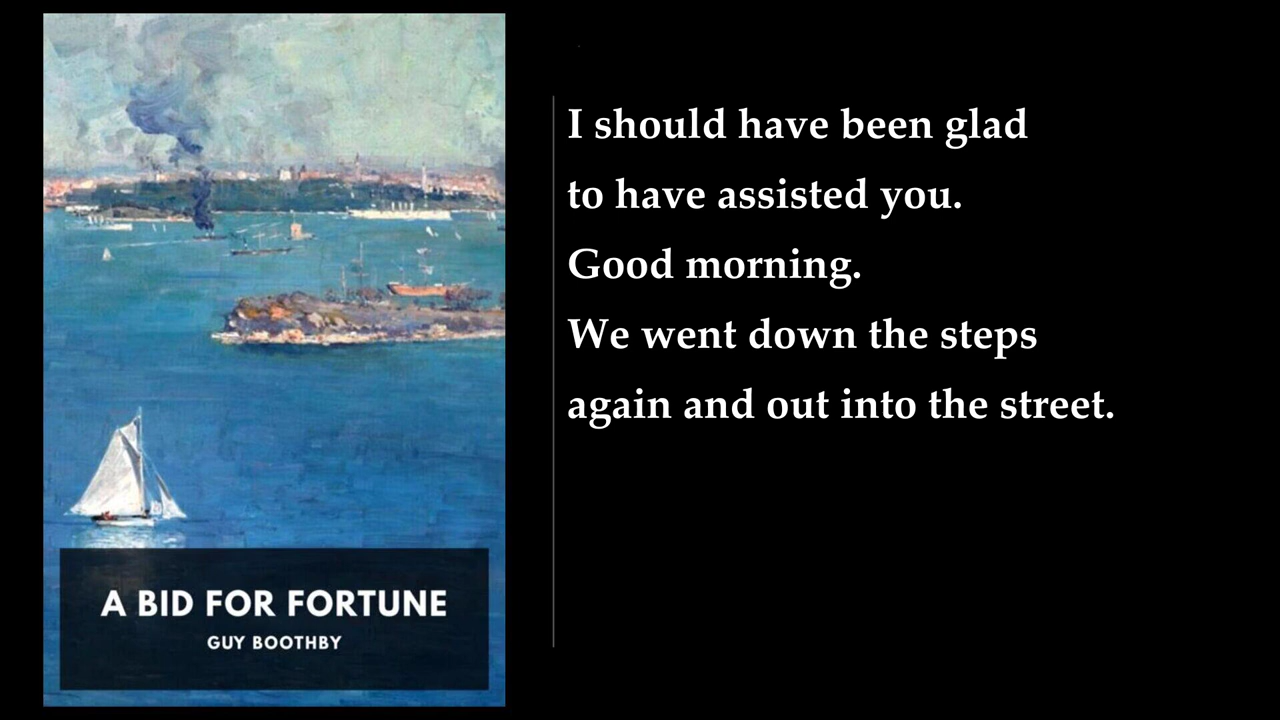 A BID FOR FORTUNE
GUY BOOTHBY
I should have been glad
to have assisted you.
Good morning.
We went down the steps
again and out into the street.